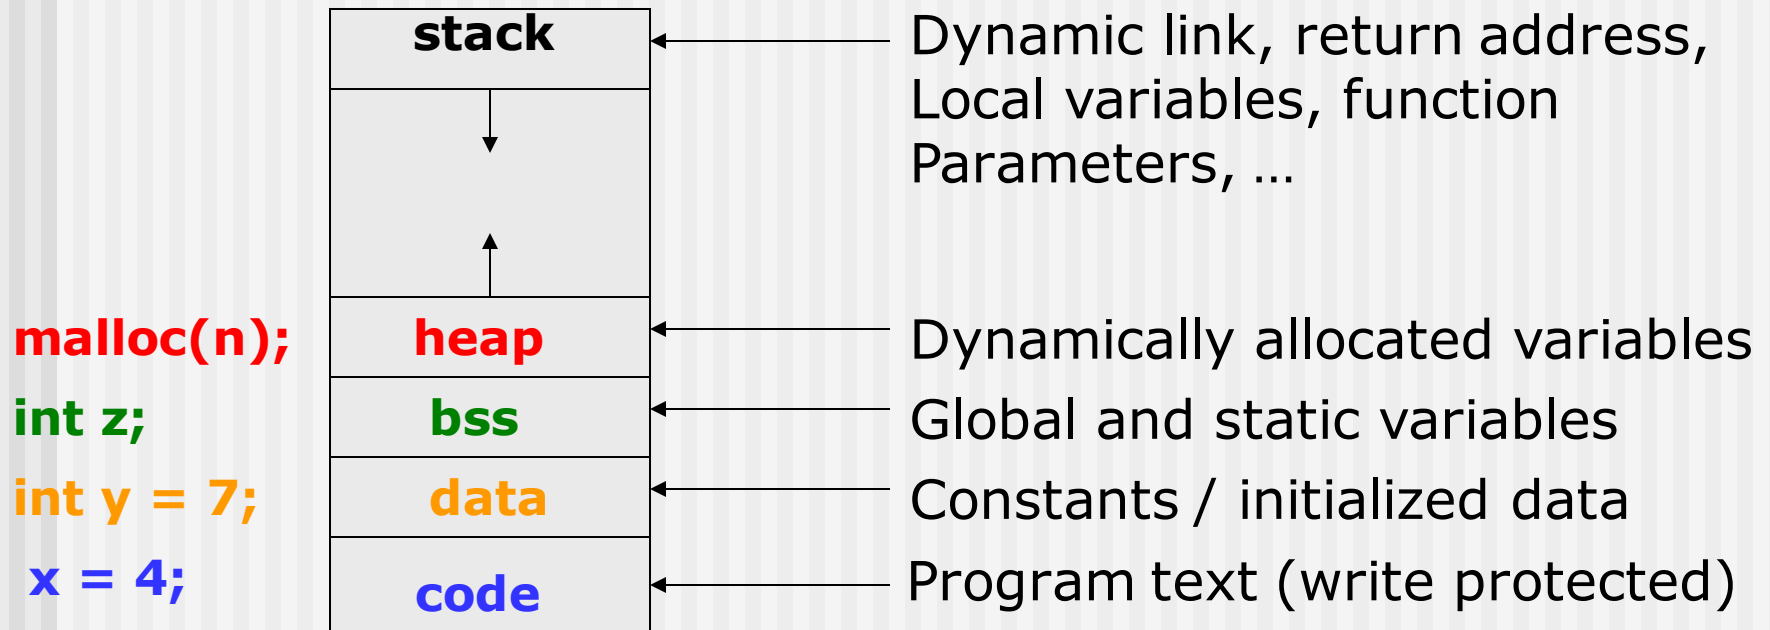 stack
Dynamic link, return address,
Local variables, function
Parameters, …
malloc(n);
heap
Dynamically allocated variables
int z;
bss
Global and static variables
int y = 7;
data
Constants / initialized data
x = 4;
code
Program text (write protected)